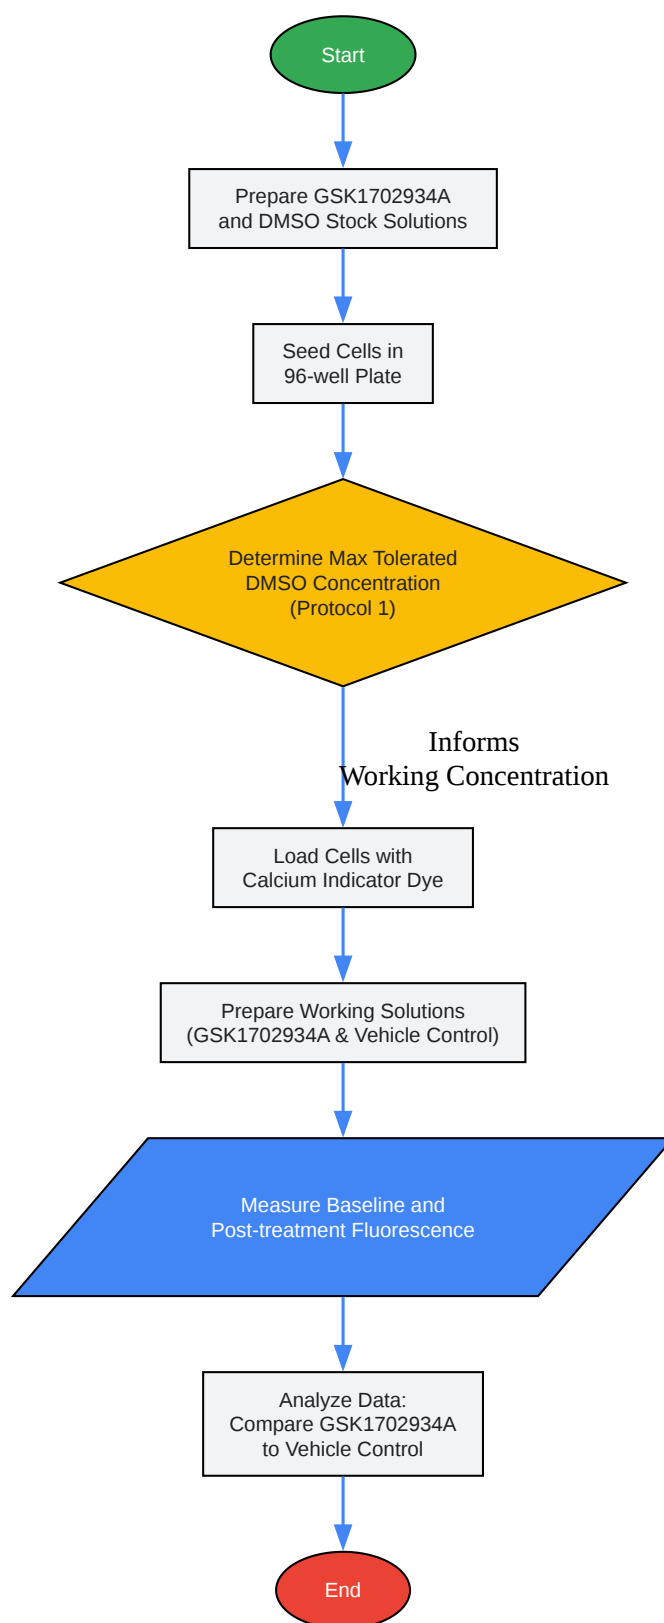 Start
Prepare GSK1702934A
and DMSO Stock Solutions
Seed Cells in
96-well Plate
Determine Max Tolerated
DMSO Concentration
(Protocol 1)
Informs
Working Concentration
Load Cells with
Calcium Indicator Dye
Prepare Working Solutions
(GSK1702934A & Vehicle Control)
Measure Baseline and
Post-treatment Fluorescence
Analyze Data:
Compare GSK1702934A
to Vehicle Control
End